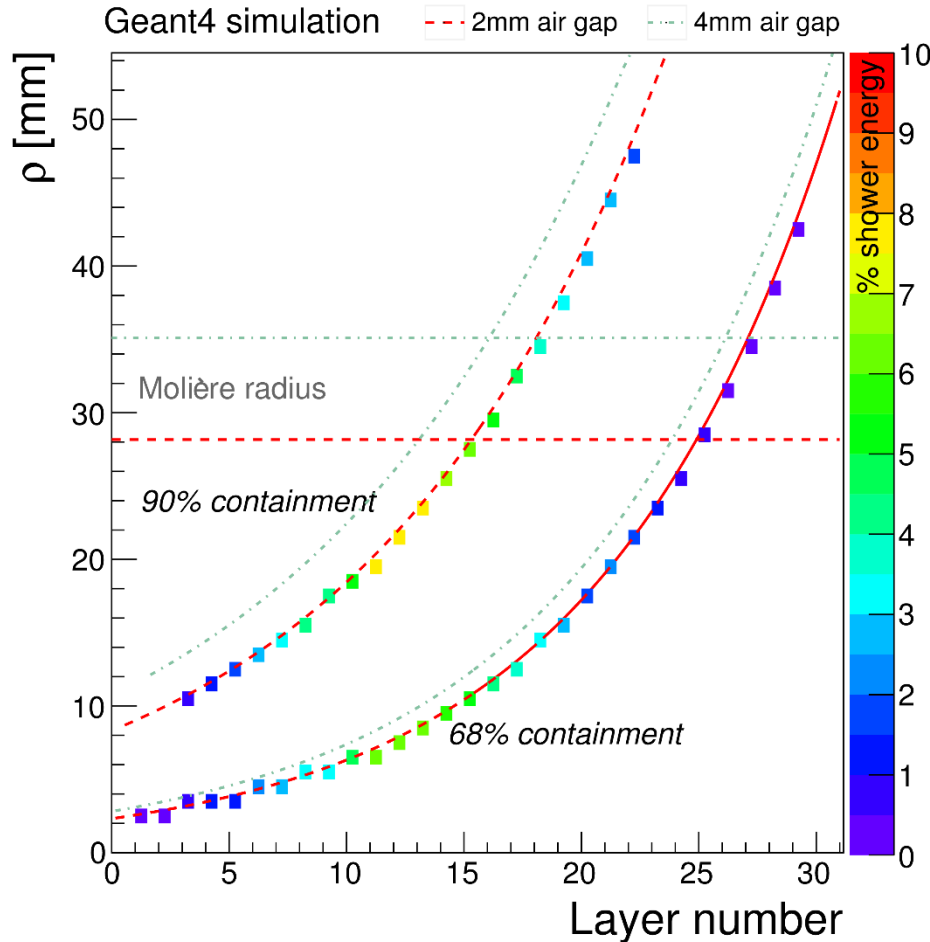 Geant4 simulation
2mm air gap
4mm air gap
ρ [mm]
50
40
30
20
10
0
Molière radius
90% containment
68% containment
0 5 10 15 20 25 30
Layer number
% shower energy
10
9
8
7
6
5
4
3
2
1
0